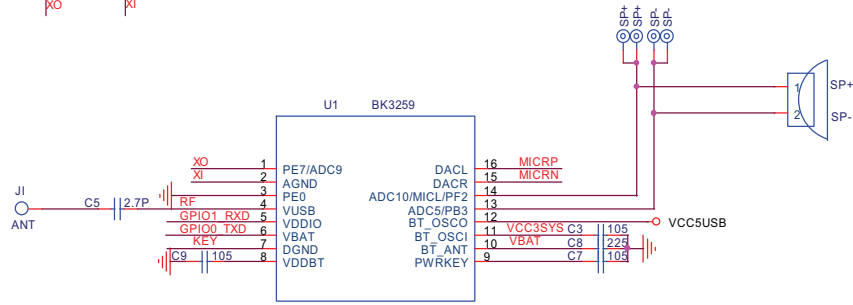 XO XI
SP+ SP+ SP- SP-
U1 BK3259
1 SP+
2 SP-
XO 1 PE7/ADC9 DACL 16 MICRP
XI 2 AGND DACR 15 MICRN
3 PE0 ADC10/MICL/PF2 14
JI ANT C5 2.7P RF 4 VUSB ADC5/PB3 13
GPIO1_RXD 5 VDDIO BT_OSCO 12 VCC5USB
GPIO0_TXD 6 VBAT BT_OSCI 11 VCC3SYS C3 105
KEY 7 DGND BT_ANT 10 VBAT C8 225
C9 105 8 VDDBT PWRKEY 9 C7 105